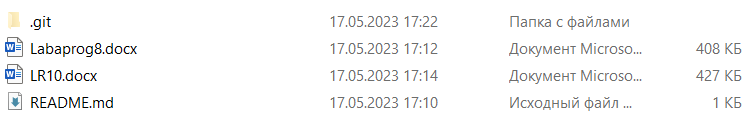 .git 17.05.2023 17:22 Папка с файлами
Labaprog8.docx 17.05.2023 17:12 Документ Microso... 408 КБ
LR10.docx 17.05.2023 17:14 Документ Microso... 427 КБ
README.md 17.05.2023 17:10 Исходный файл ... 1 КБ